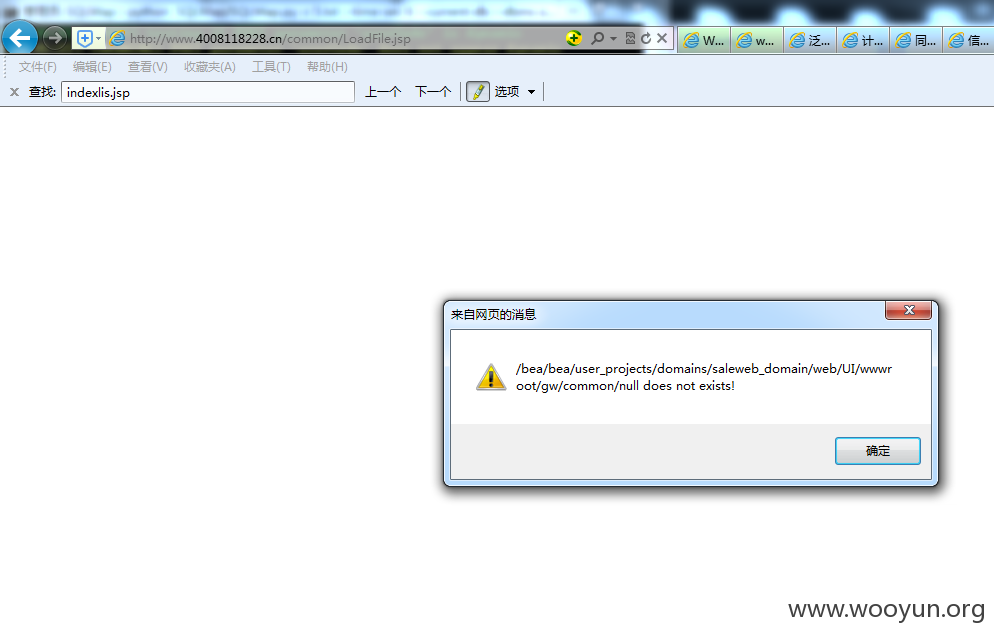 http://www.4008118228.cn/common/LoadFile.jsp
W...
w...
泛...
计...
同...
信...
文件(F) 编辑(E) 查看(V) 收藏夹(A) 工具(T) 帮助(H)
查找: indexlis.jsp 上一个 下一个 选项
来自网页的消息
/bea/bea/user_projects/domains/saleweb_domain/web/UI/wwwr
oot/gw/common/null does not exists!
确定
www.wooyun.org